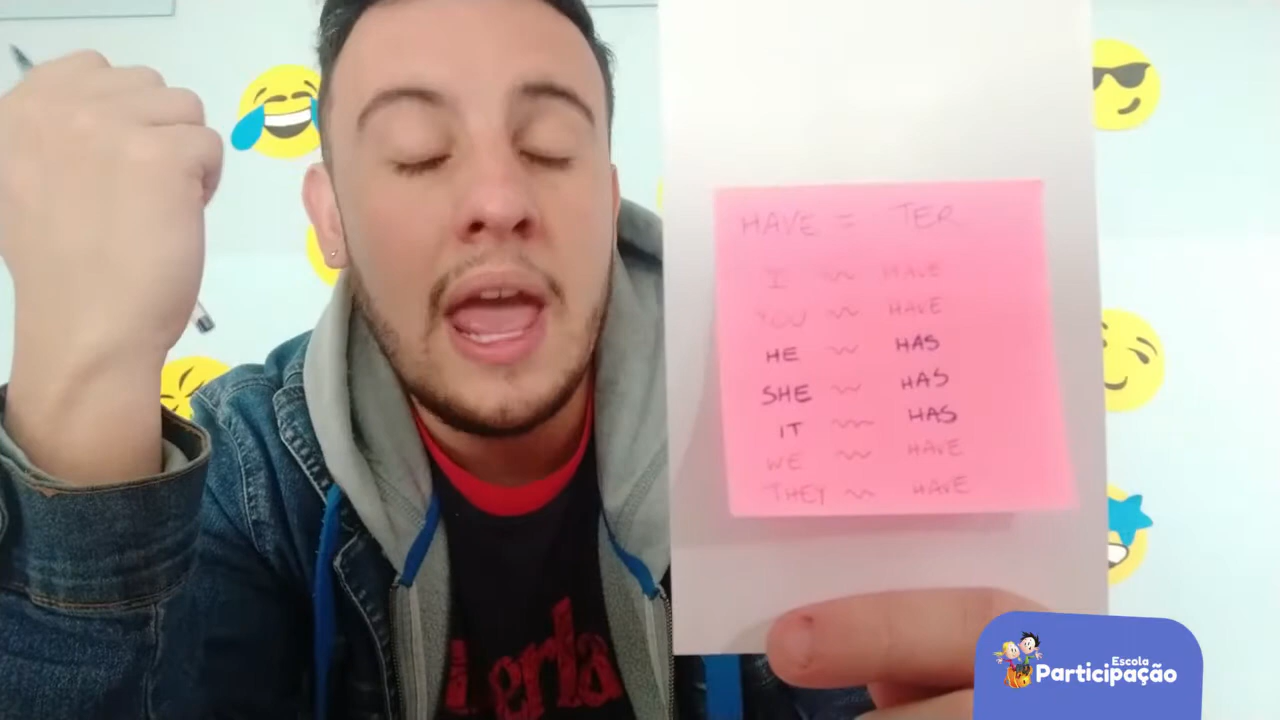 HAVE = TER
I ~ HAVE
YOU ~ HAVE
HE ~ HAS
SHE ~ HAS
IT ~ HAS
WE ~ HAVE
THEY ~ HAVE
Escola
Participação